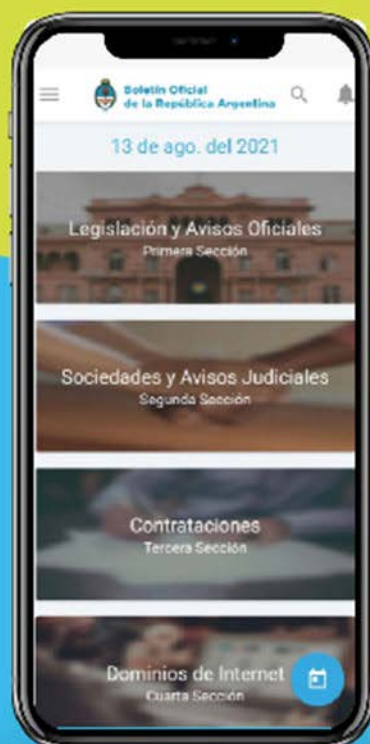 Boletín Oficial
de la República Argentina
13 de ago. del 2021
Legislación y Avisos Oficiales
Primera Sección
Sociedades y Avisos Judiciales
Segunda Sección
Contrataciones
Tercera Sección
Dominios de Internet
Cuarta Sección